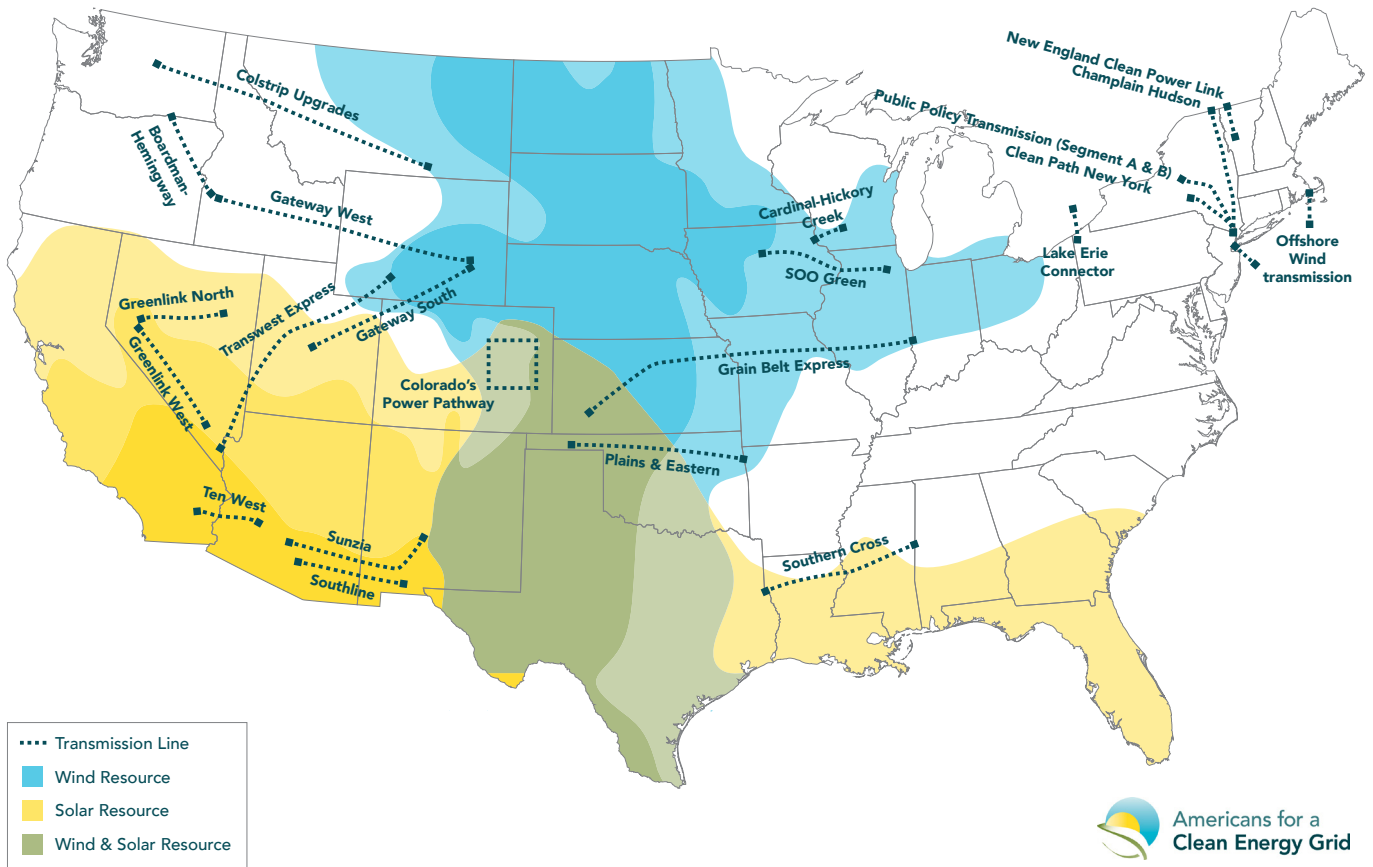 New England Clean Power Link
Champlain Hudson
Public Policy Transmission (Segment A & B)
Clean Path New York
Colstrip Upgrades
Boardman-
Hemingway
Gateway West
Cardinal-Hickory
Creek
SOO Green
Lake Erie
Connector
Offshore
Wind
transmission
Greenlink North
Transwest Express
Gateway South
Greenlink West
Colorado's
Power Pathway
Grain Belt Express
Plains & Eastern
Ten West
Sunzia
Southline
Southern Cross
Transmission Line
Wind Resource
Solar Resource
Wind & Solar Resource
Americans for a
Clean Energy Grid